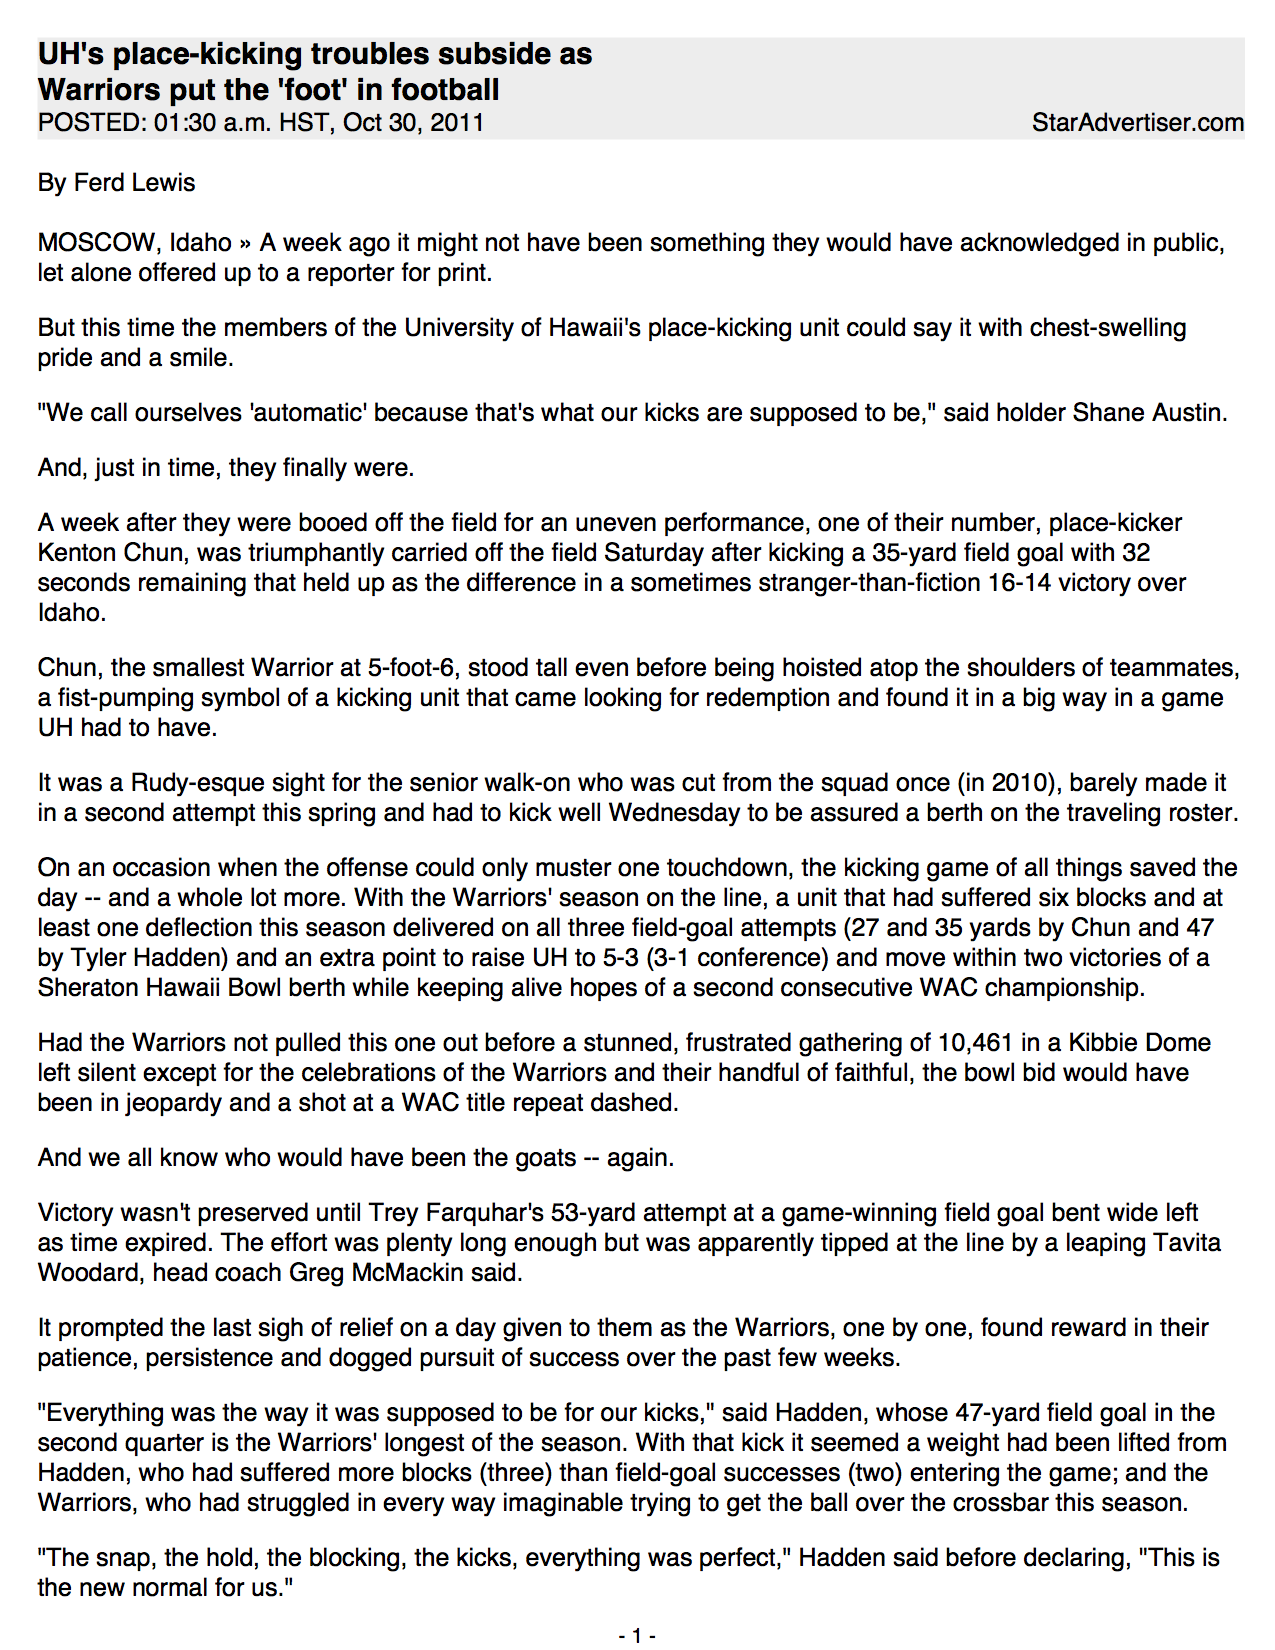 UH's place-kicking troubles subside as
Warriors put the 'foot' in football
POSTED: 01:30 a.m. HST, Oct 30, 2011 StarAdvertiser.com
By Ferd Lewis
MOSCOW, Idaho » A week ago it might not have been something they would have acknowledged in public,
let alone offered up to a reporter for print.
But this time the members of the University of Hawaii's place-kicking unit could say it with chest-swelling
pride and a smile.
"We call ourselves 'automatic' because that's what our kicks are supposed to be," said holder Shane Austin.
And, just in time, they finally were.
A week after they were booed off the field for an uneven performance, one of their number, place-kicker
Kenton Chun, was triumphantly carried off the field Saturday after kicking a 35-yard field goal with 32
seconds remaining that held up as the difference in a sometimes stranger-than-fiction 16-14 victory over
Idaho.
Chun, the smallest Warrior at 5-foot-6, stood tall even before being hoisted atop the shoulders of teammates,
a fist-pumping symbol of a kicking unit that came looking for redemption and found it in a big way in a game
UH had to have.
It was a Rudy-esque sight for the senior walk-on who was cut from the squad once (in 2010), barely made it
in a second attempt this spring and had to kick well Wednesday to be assured a berth on the traveling roster.
On an occasion when the offense could only muster one touchdown, the kicking game of all things saved the
day -- and a whole lot more. With the Warriors' season on the line, a unit that had suffered six blocks and at
least one deflection this season delivered on all three field-goal attempts (27 and 35 yards by Chun and 47
by Tyler Hadden) and an extra point to raise UH to 5-3 (3-1 conference) and move within two victories of a
Sheraton Hawaii Bowl berth while keeping alive hopes of a second consecutive WAC championship.
Had the Warriors not pulled this one out before a stunned, frustrated gathering of 10,461 in a Kibbie Dome
left silent except for the celebrations of the Warriors and their handful of faithful, the bowl bid would have
been in jeopardy and a shot at a WAC title repeat dashed.
And we all know who would have been the goats -- again.
Victory wasn't preserved until Trey Farquhar's 53-yard attempt at a game-winning field goal bent wide left
as time expired. The effort was plenty long enough but was apparently tipped at the line by a leaping Tavita
Woodard, head coach Greg McMackin said.
It prompted the last sigh of relief on a day given to them as the Warriors, one by one, found reward in their
patience, persistence and dogged pursuit of success over the past few weeks.
"Everything was the way it was supposed to be for our kicks," said Hadden, whose 47-yard field goal in the
second quarter is the Warriors' longest of the season. With that kick it seemed a weight had been lifted from
Hadden, who had suffered more blocks (three) than field-goal successes (two) entering the game; and the
Warriors, who had struggled in every way imaginable trying to get the ball over the crossbar this season.
"The snap, the hold, the blocking, the kicks, everything was perfect," Hadden said before declaring, "This is
the new normal for us."
- 1 -